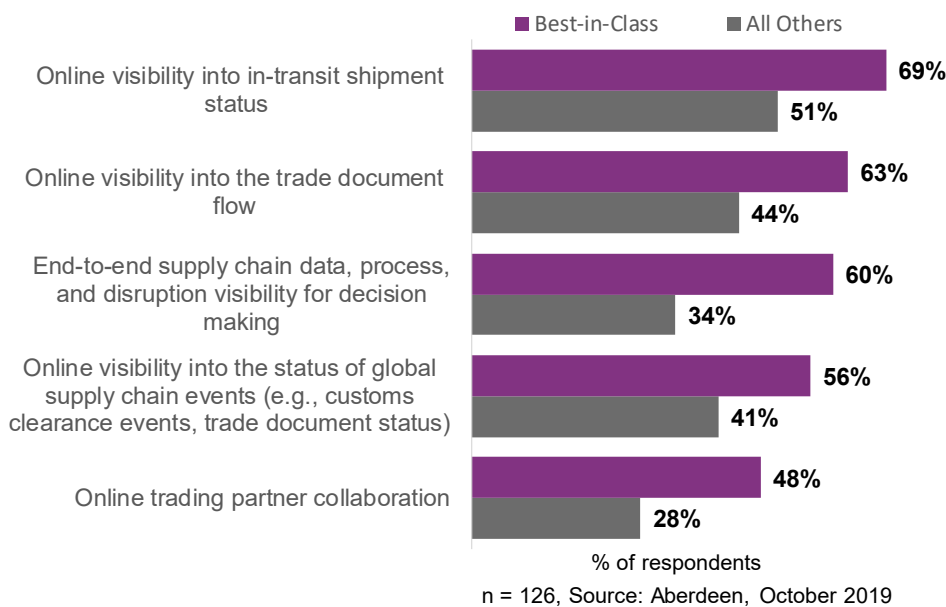 Best-in-Class All Others
Online visibility into in-transit shipment
status
69%
51%
Online visibility into the trade document
flow
63%
44%
End-to-end supply chain data, process,
and disruption visibility for decision
making
60%
34%
Online visibility into the status of global
supply chain events (e.g., customs
clearance events, trade document status)
56%
41%
Online trading partner collaboration
48%
28%
% of respondents
n = 126, Source: Aberdeen, October 2019